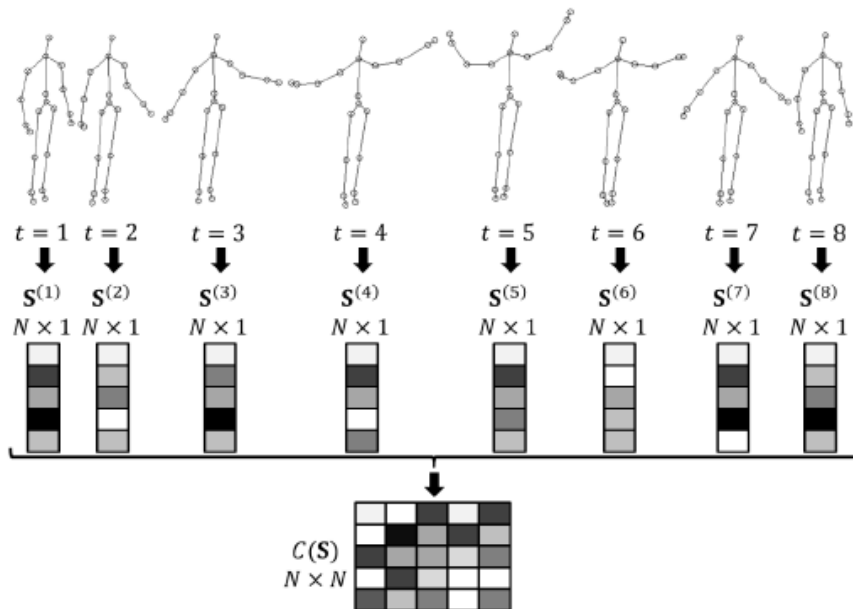 t = 1 t = 2 t = 3 t = 4 t = 5 t = 6 t = 7 t = 8
S⁽¹⁾ S⁽²⁾ S⁽³⁾ S⁽⁴⁾ S⁽⁵⁾ S⁽⁶⁾ S⁽⁷⁾ S⁽⁸⁾
N × 1 N × 1 N × 1 N × 1 N × 1 N × 1 N × 1 N × 1
C(S)
N × N